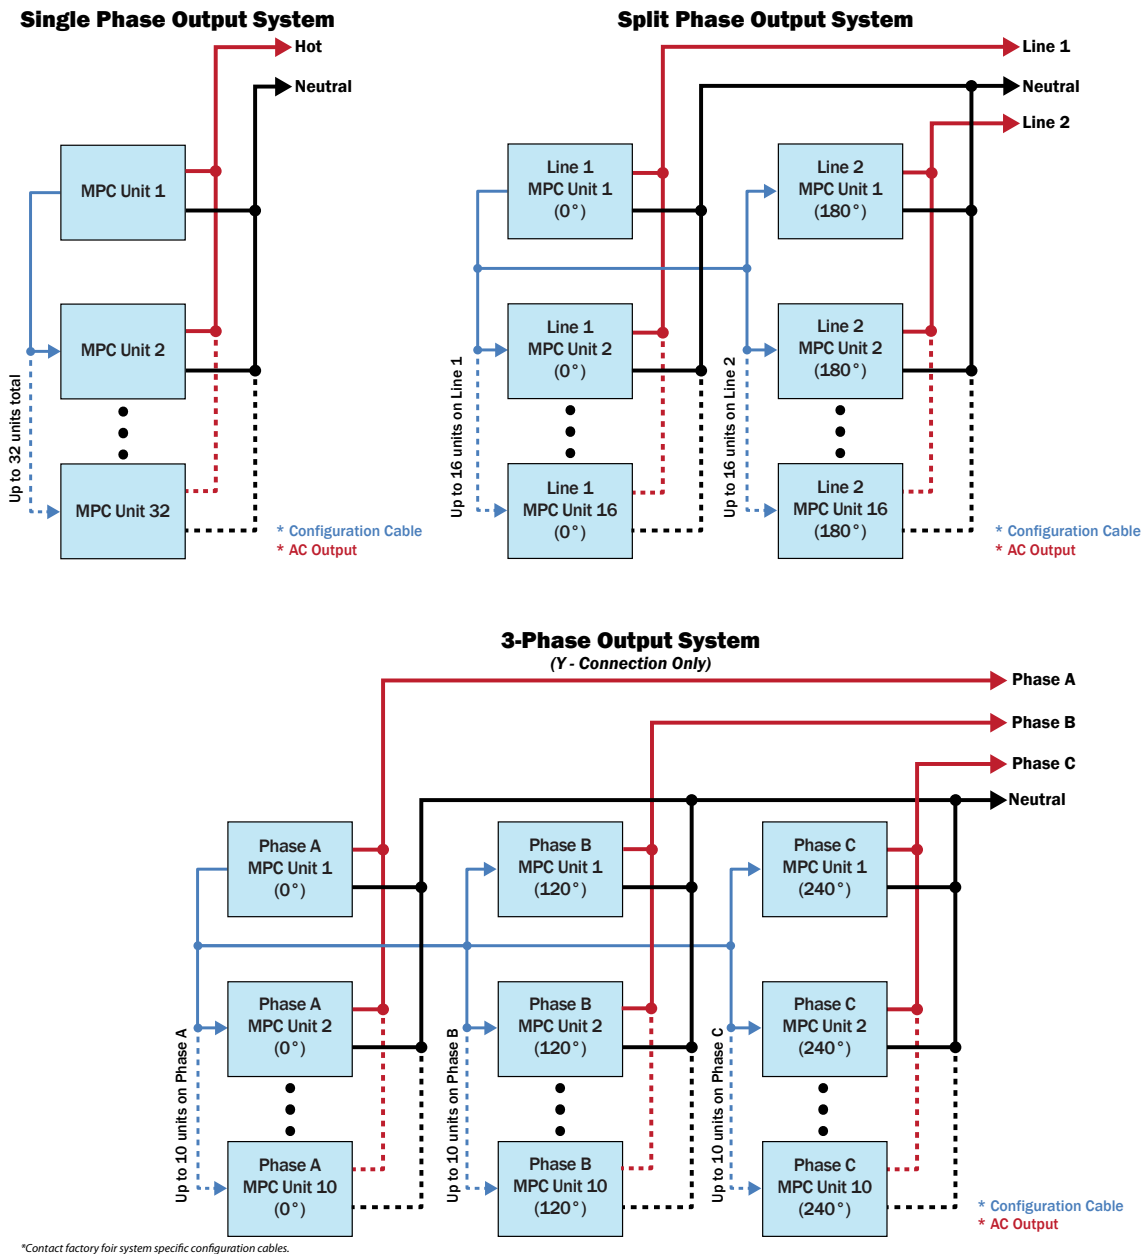 Single Phase Output System
Hot
Neutral
MPC Unit 1
MPC Unit 2
MPC Unit 32
Up to 32 units total
* Configuration Cable
* AC Output
Split Phase Output System
Line 1
Neutral
Line 2
Line 1
MPC Unit 1
(0°)
Line 2
MPC Unit 1
(180°)
Line 1
MPC Unit 2
(0°)
Line 2
MPC Unit 2
(180°)
Up to 16 units on Line 1
Up to 16 units on Line 2
Line 1
MPC Unit 16
(0°)
Line 2
MPC Unit 16
(180°)
* Configuration Cable
* AC Output
3-Phase Output System
(Y - Connection Only)
Phase A
Phase B
Phase C
Neutral
Phase A
MPC Unit 1
(0°)
Phase B
MPC Unit 1
(120°)
Phase C
MPC Unit 1
(240°)
Phase A
MPC Unit 2
(0°)
Phase B
MPC Unit 2
(120°)
Phase C
MPC Unit 2
(240°)
Up to 10 units on Phase A
Up to 10 units on Phase B
Up to 10 units on Phase C
Phase A
MPC Unit 10
(0°)
Phase B
MPC Unit 10
(120°)
Phase C
MPC Unit 10
(240°)
* Configuration Cable
* AC Output
*Contact factory foir system specific configuration cables.